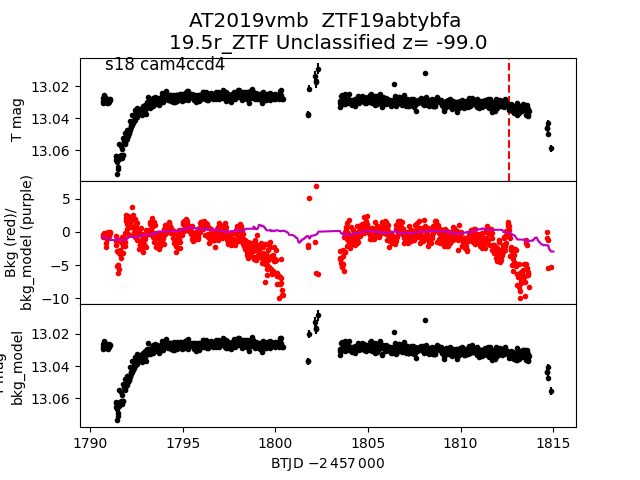 AT2019vmb  ZTF19abtybfa
19.5r_ZTF Unclassified z= -99.0
s18 cam4ccd4
T mag
13.02
13.04
13.06
Bkg (red)/
bkg_model (purple)
5
0
−5
−10
bkg_model
13.02
13.04
13.06
1790
1795
1800
1805
1810
1815
BTJD −2 457 000